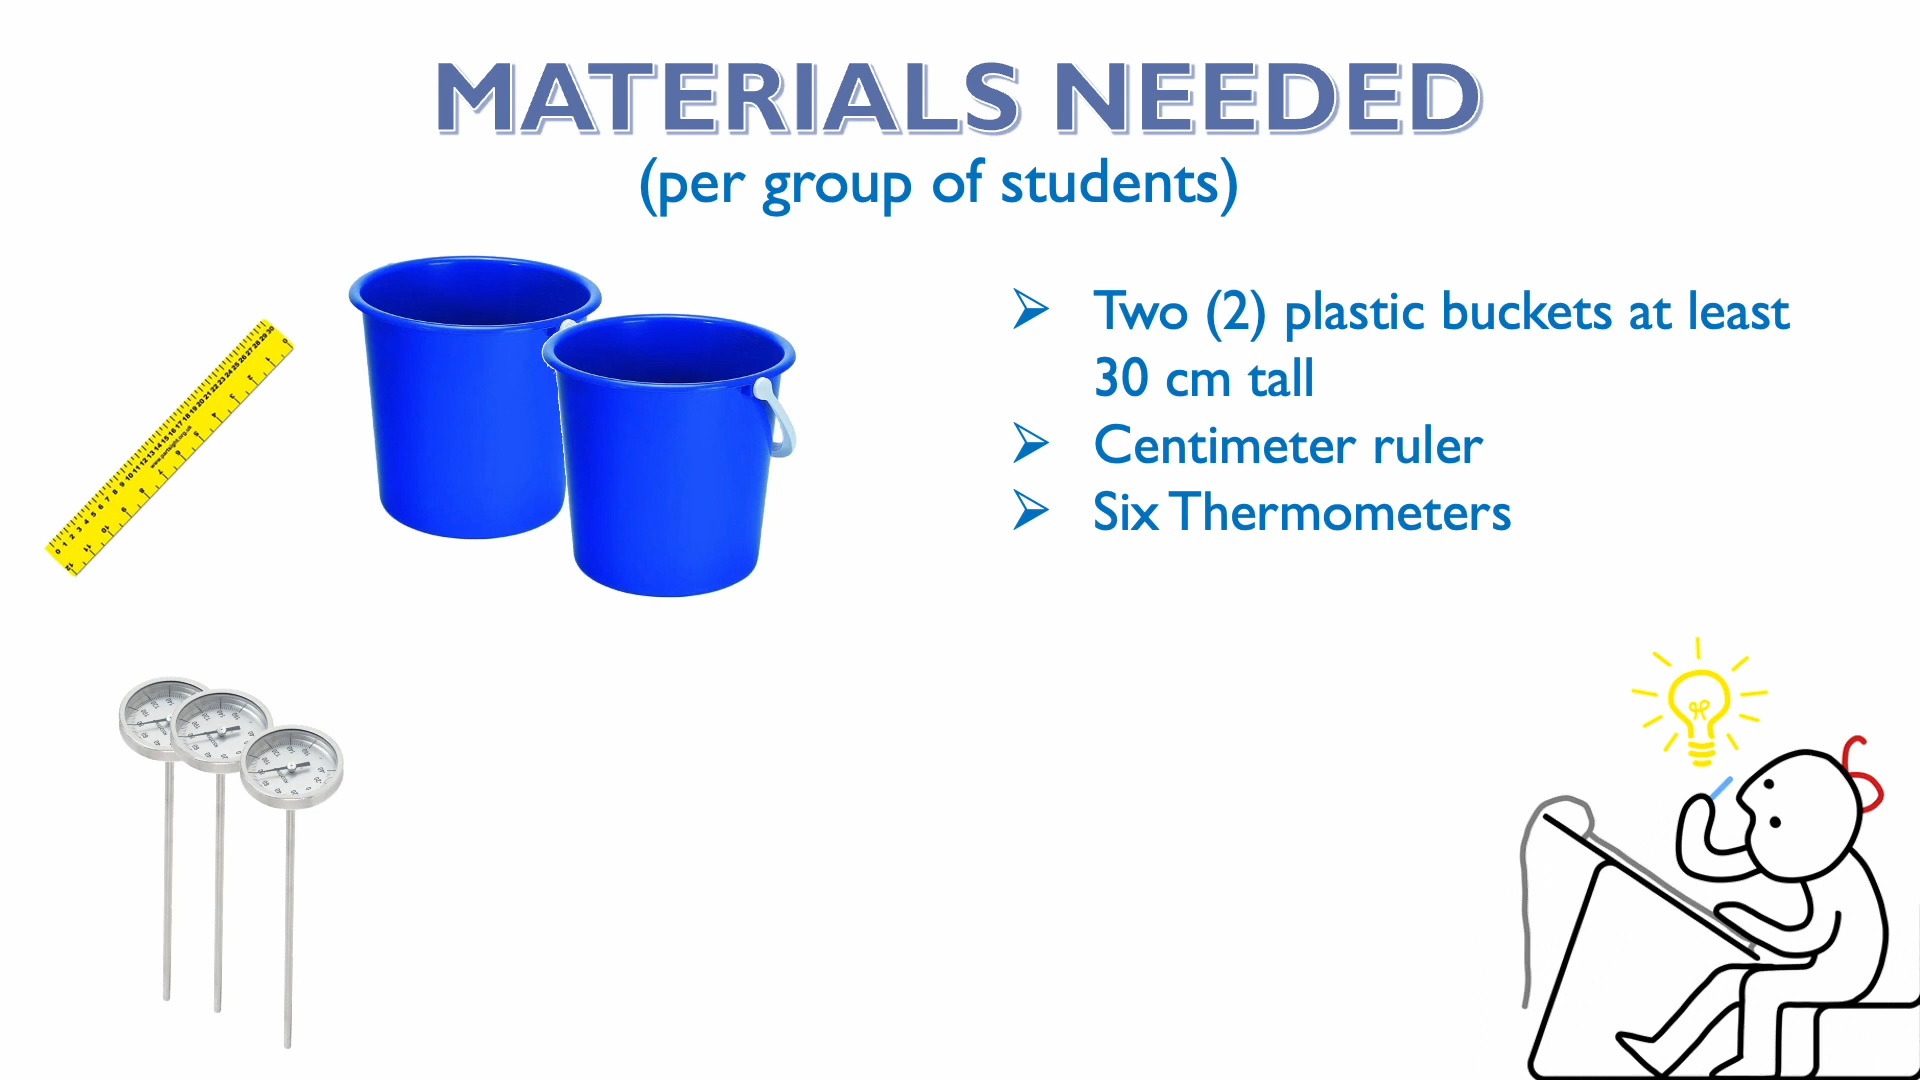 MATERIALS NEEDED
(per group of students)
Two (2) plastic buckets at least
30 cm tall
Centimeter ruler
Six Thermometers